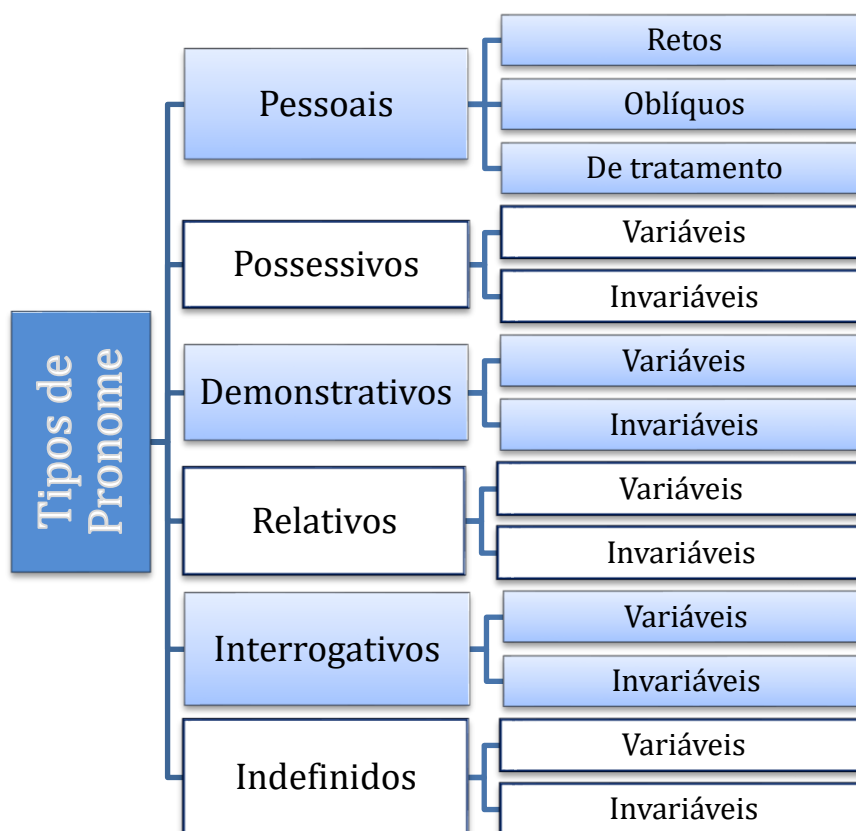 Tipos de
Pronome
Pessoais
Retos
Oblíquos
De tratamento
Possessivos
Variáveis
Invariáveis
Demonstrativos
Variáveis
Invariáveis
Relativos
Variáveis
Invariáveis
Interrogativos
Variáveis
Invariáveis
Indefinidos
Variáveis
Invariáveis